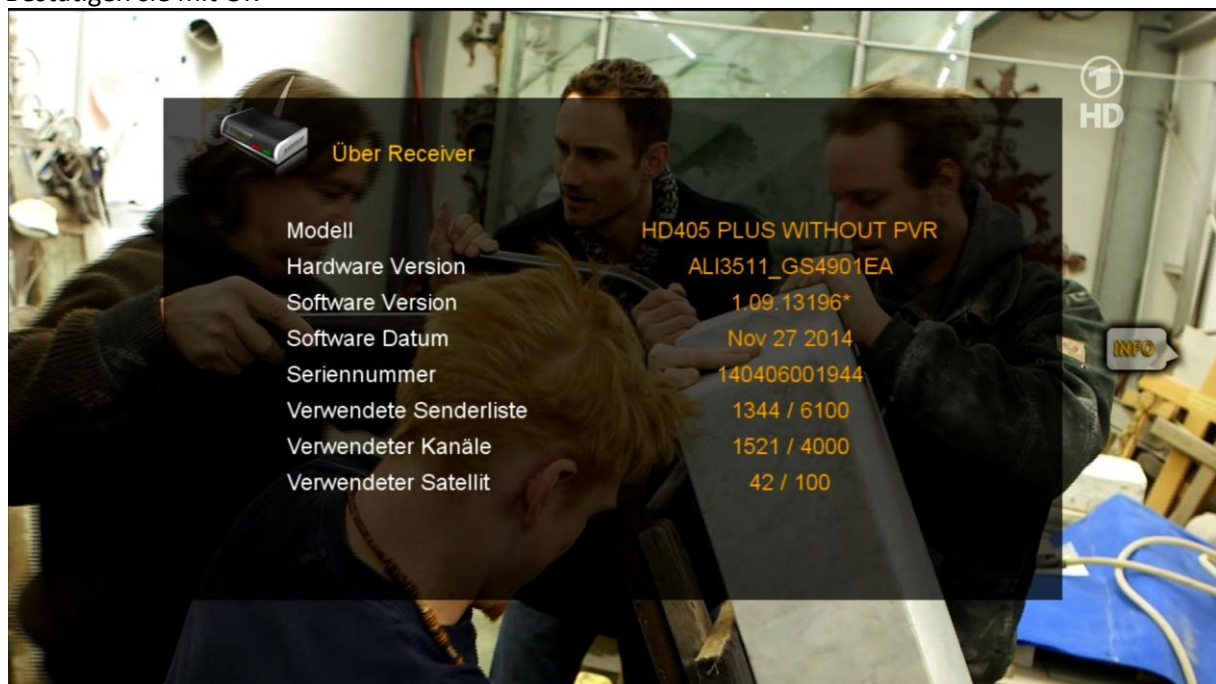 Bestätigen Sie mit OK
1
HD
Über Receiver
Modell HD405 PLUS WITHOUT PVR
Hardware Version ALI3511_GS4901EA
Software Version 1.09.13196*
Software Datum Nov 27 2014
Seriennummer 140406001944
INFO
Verwendete Senderliste 1344 / 6100
Verwendeter Kanäle 1521 / 4000
Verwendeter Satellit 42 / 100